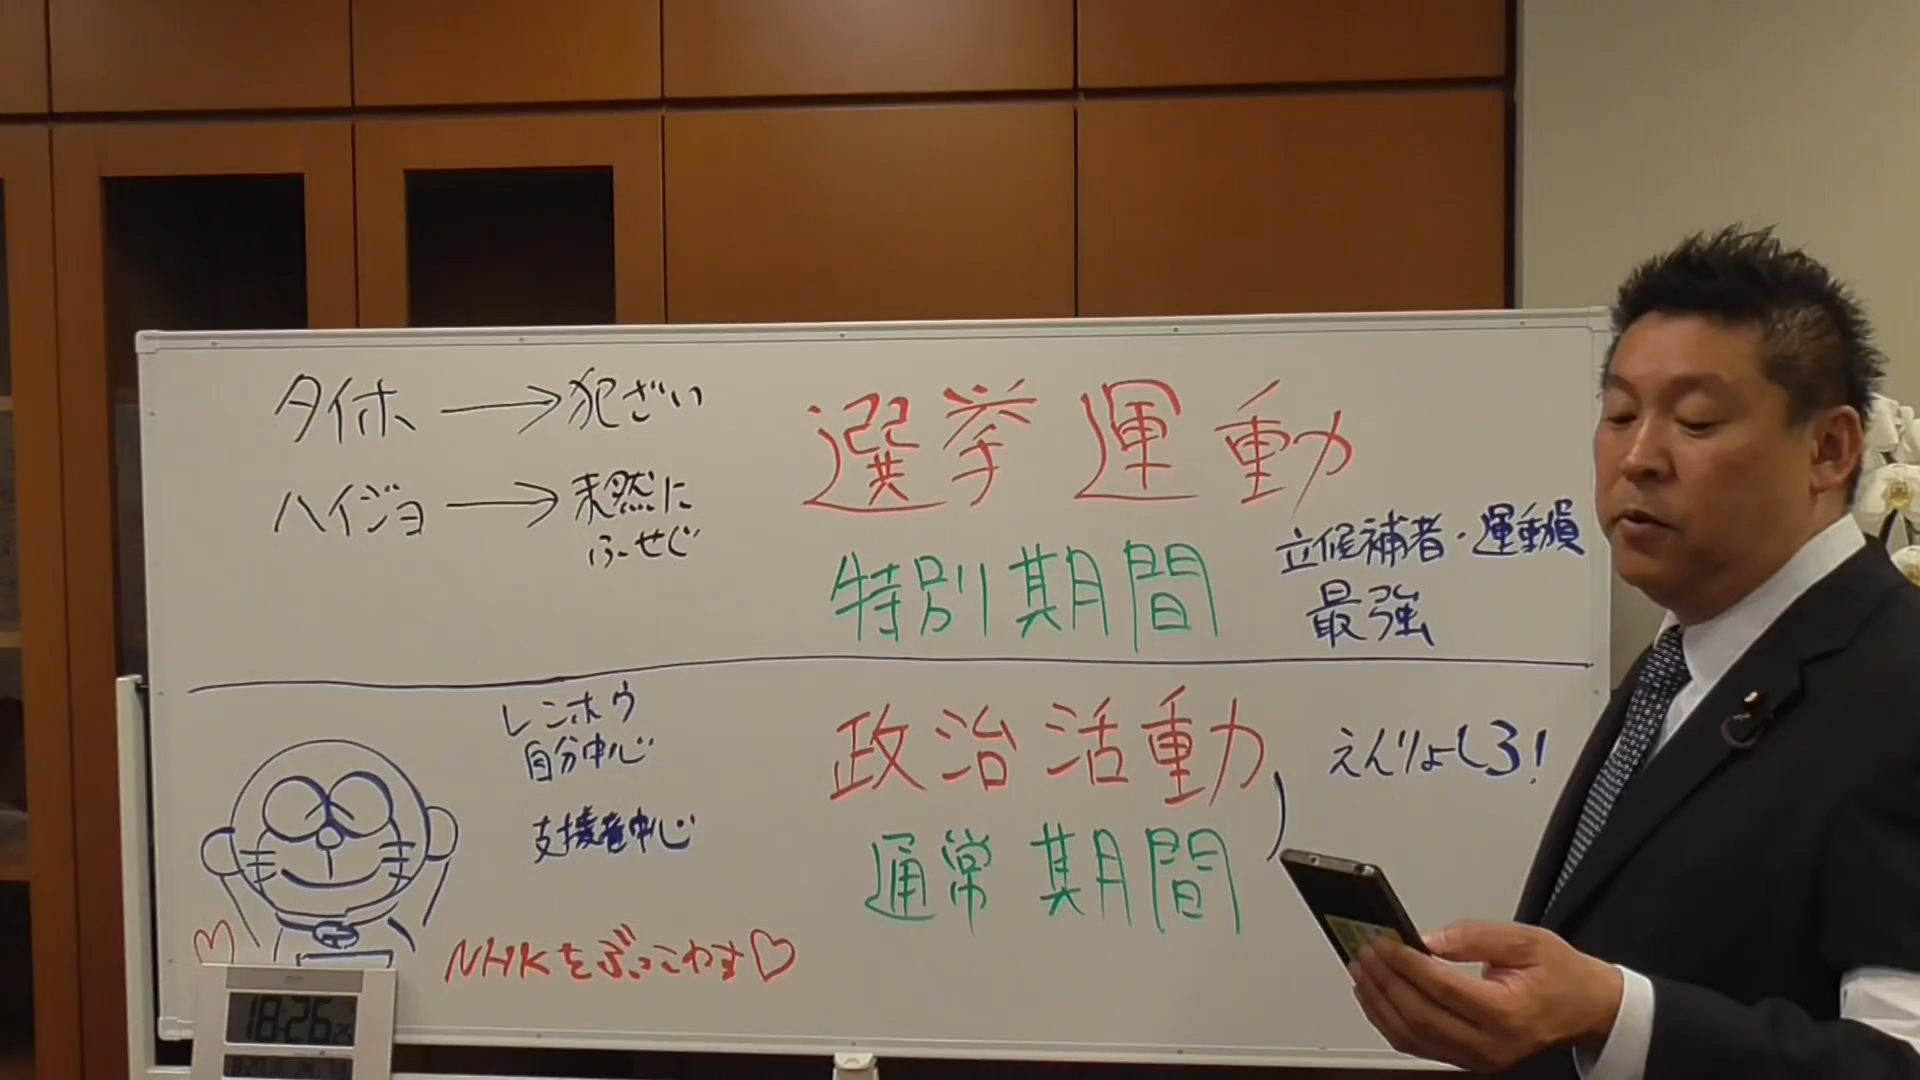 タイホ → 犯ざい
ハイジョ → 未然に
ふせぐ
選挙運動
特別期間
立候補者・運動員
最強
レンホウ
自分中心
支援者中心
NHKをぶっこわす♡
政治活動
通常期間
えんりょしろ!
18:26